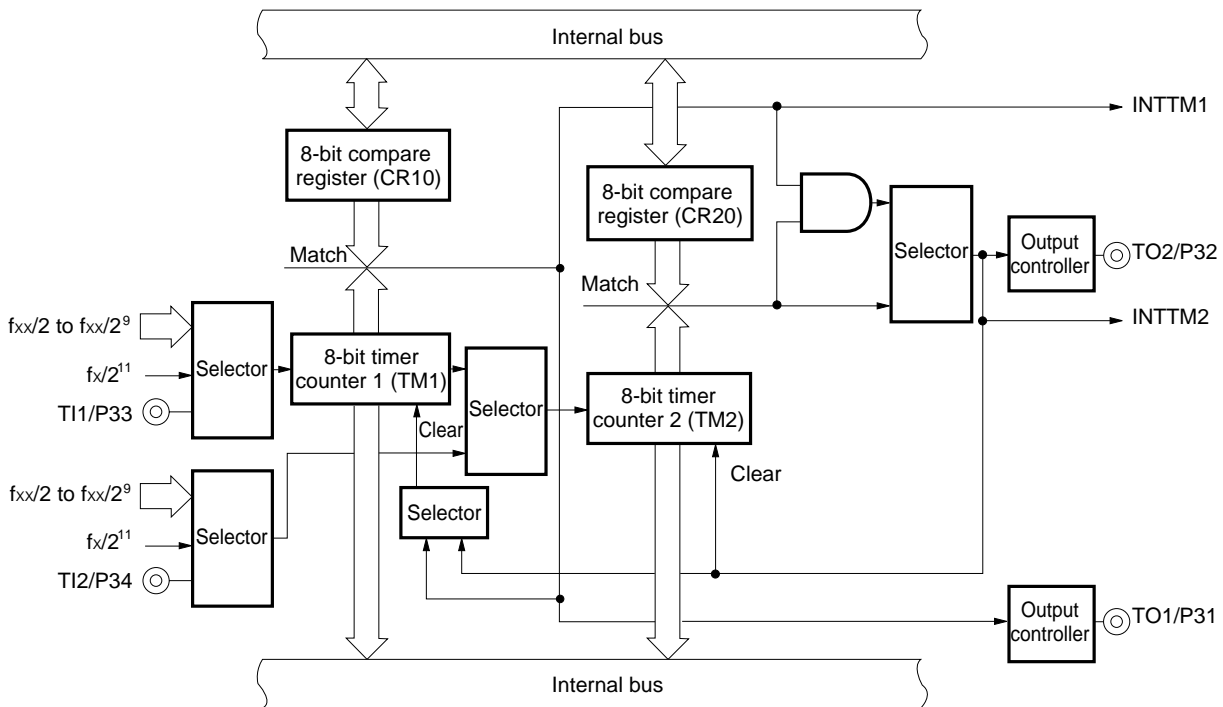 Internal bus
INTTM1
8-bit compare
register (CR10)
8-bit compare
register (CR20)
Match
Selector
Output
controller
TO2/P32
Match
INTTM2
fxx/2 to fxx/2⁹
fx/2¹¹
TI1/P33
Selector
8-bit timer
counter 1 (TM1)
Selector
8-bit timer
counter 2 (TM2)
Clear
Clear
fxx/2 to fxx/2⁹
fx/2¹¹
TI2/P34
Selector
Selector
Output
controller
TO1/P31
Internal bus